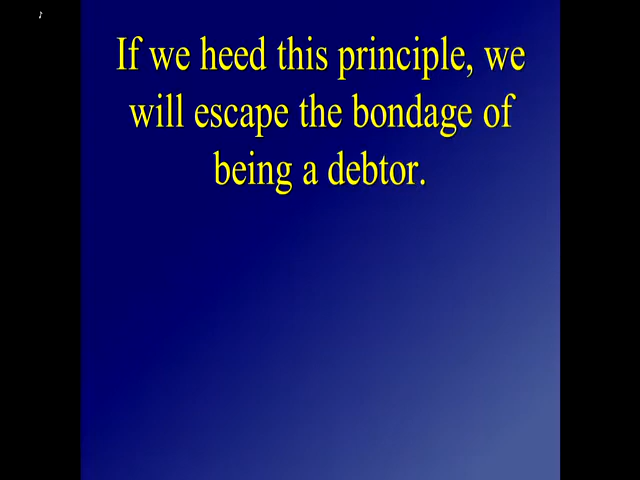 If we heed this principle, we
will escape the bondage of
being a debtor.